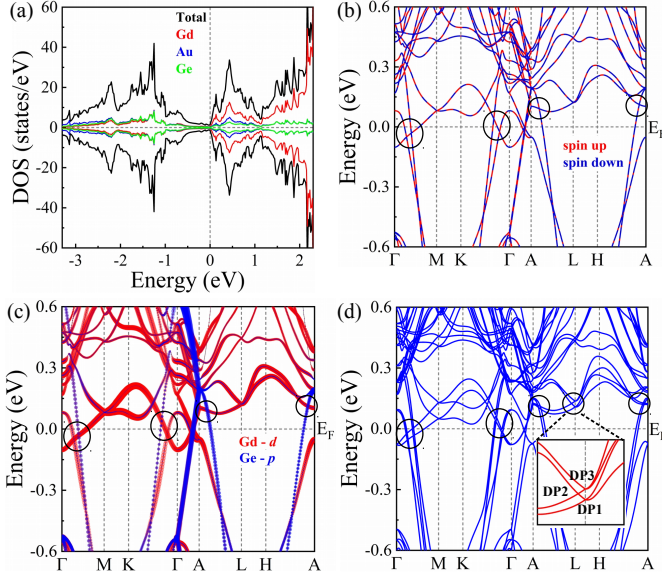 (a)
Total
Gd
Au
Ge
DOS (states/eV)
60
40
20
0
-20
-40
-60
-3 -2 -1 0 1 2
Energy (eV)
(b)
Energy (eV)
0.6
0.3
0.0
-0.3
-0.6
spin up
spin down
E_F
Γ M K Γ A L H A
(c)
Energy (eV)
0.6
0.3
0.0
-0.3
-0.6
Gd - d
Ge - p
E_F
Γ M K Γ A L H A
(d)
Energy (eV)
0.6
0.3
0.0
-0.3
-0.6
E_F
DP3
DP2
DP1
Γ M K Γ A L H A